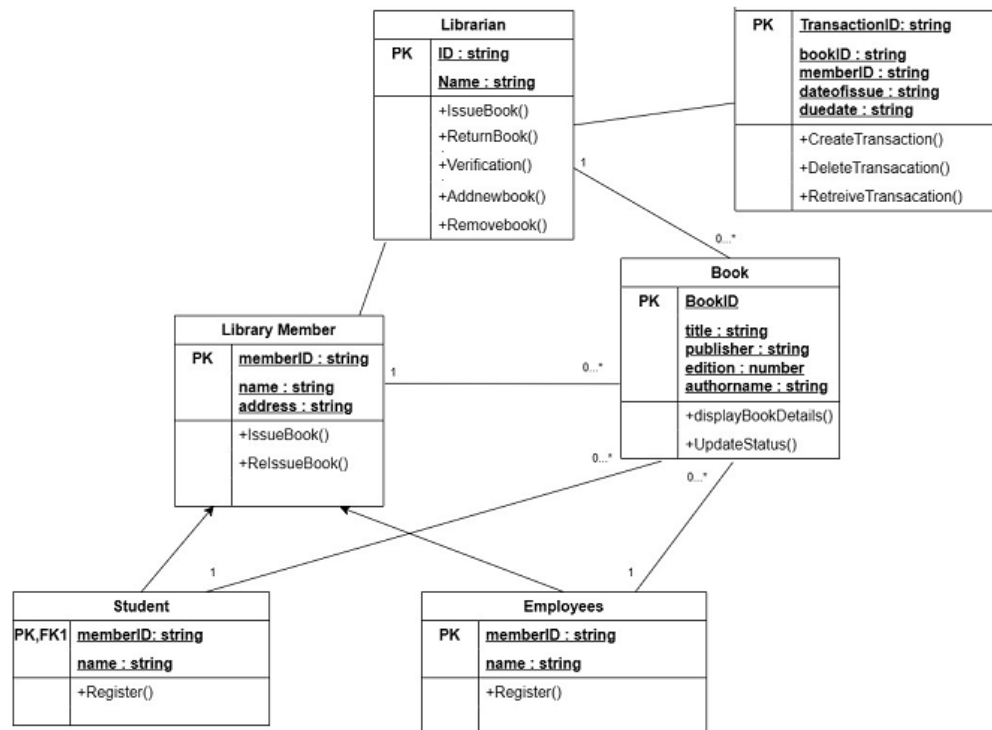 Librarian
PK
ID : string
Name : string
+IssueBook()
+ReturnBook()
+Verification()
+Addnewbook()
+Removebook()
PK
TransactionID: string
bookID : string
memberID : string
dateofissue : string
duedate : string
+CreateTransaction()
+DeleteTransacation()
+RetreiveTransacation()
1
0...*
Book
PK
BookID
title : string
publisher : string
edition : number
authorname : string
+displayBookDetails()
+UpdateStatus()
Library Member
PK
memberID : string
name : string
address : string
+IssueBook()
+ReIssueBook()
1
0...*
0...*
0...*
1
1
Student
PK,FK1
memberID: string
name : string
+Register()
Employees
PK
memberID : string
name : string
+Register()